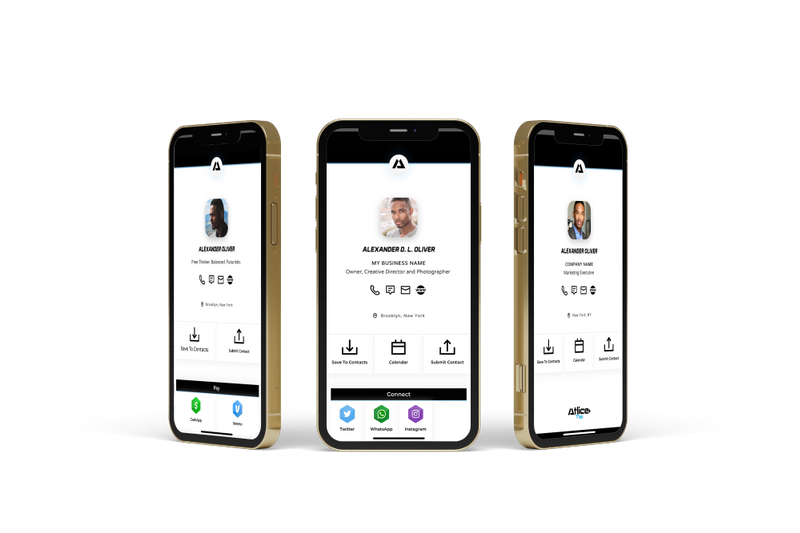 ALEXANDER OLIVER
Free Thinker. Balanced. Futuristic.
Brooklyn, New York
Save To Contacts
Submit Contact
Pay
CashApp
Venmo
ALEXANDER D. L. OLIVER
MY BUSINESS NAME
Owner, Creative Director and Photographer
Brooklyn, New York
Save To Contacts
Calendar
Submit Contact
Connect
Twitter
WhatsApp
Instagram
ALEXANDER OLIVER
COMPANY NAME
Marketing Executive
New York, NY
Save To Contacts
Calendar
Submit Contact
Attice
Tap